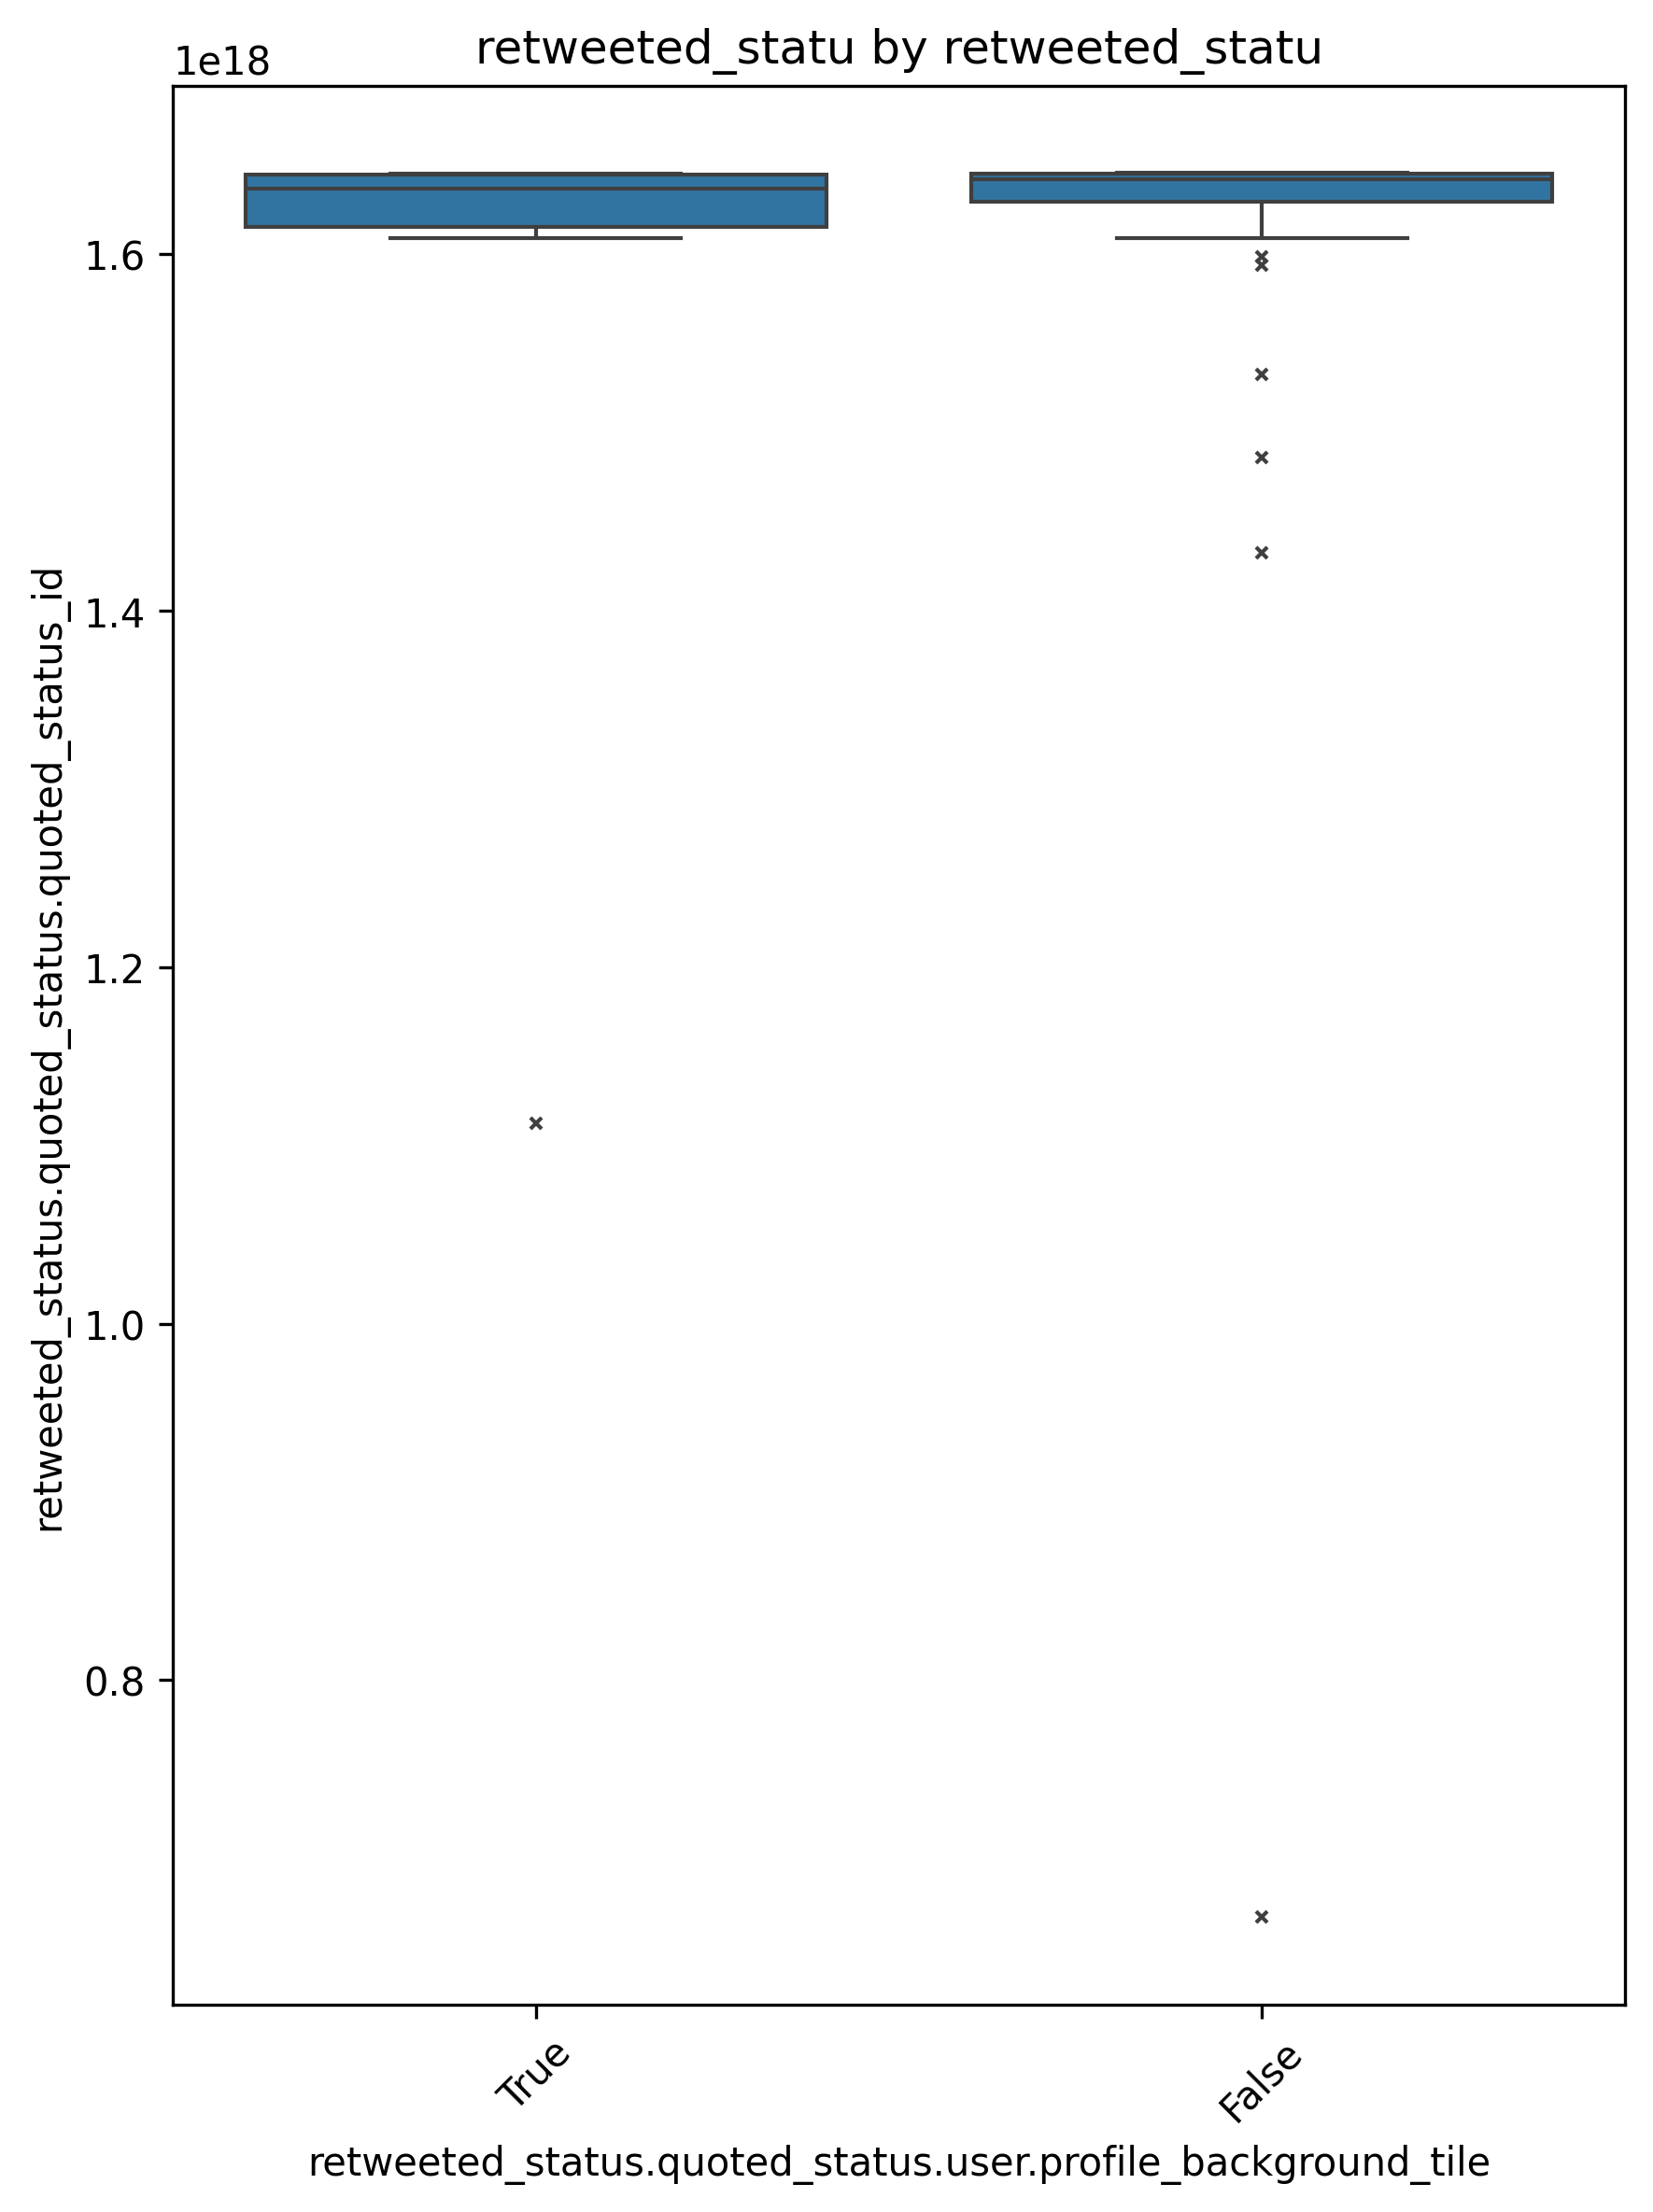 retweeted_statu by retweeted_statu
1e18
1.6
1.4
1.2
1.0
0.8
retweeted_status.quoted_status.quoted_status_id
True
False
retweeted_status.quoted_status.user.profile_background_tile